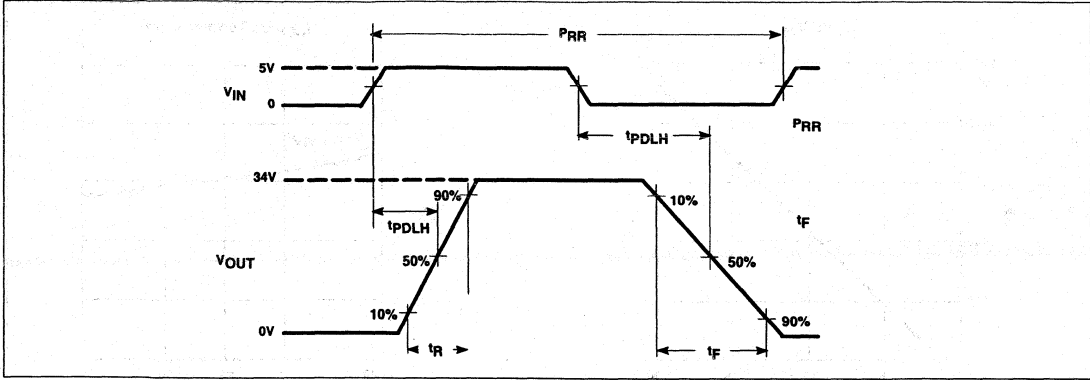 PRR
5V
VIN
0
PRR
tPDLH
34V
90%
10%
tPDLH
tF
VOUT
50%
50%
10%
90%
0V
tR
tF